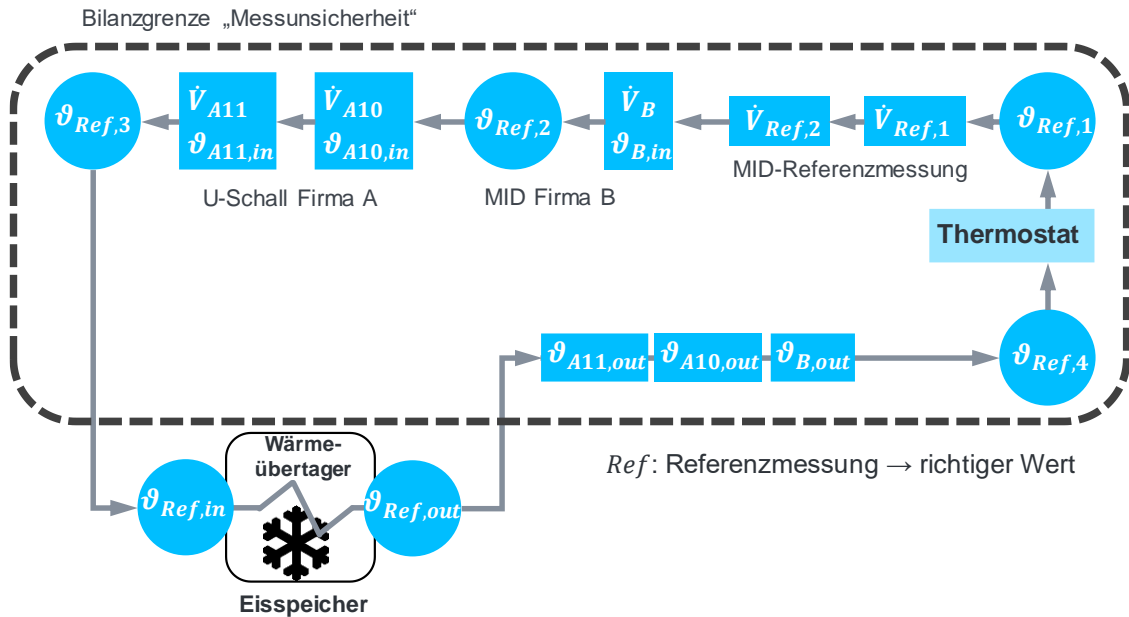 Bilanzgrenze „Messunsicherheit“
ϑRef,3
V̇A11
ϑA11,in
V̇A10
ϑA10,in
ϑRef,2
V̇B
ϑB,in
V̇Ref,2
V̇Ref,1
ϑRef,1
U-Schall Firma A
MID Firma B
MID-Referenzmessung
Thermostat
ϑA11,out
ϑA10,out
ϑB,out
ϑRef,4
Wärme-
übertager
Ref: Referenzmessung → richtiger Wert
ϑRef,in
ϑRef,out
Eisspeicher